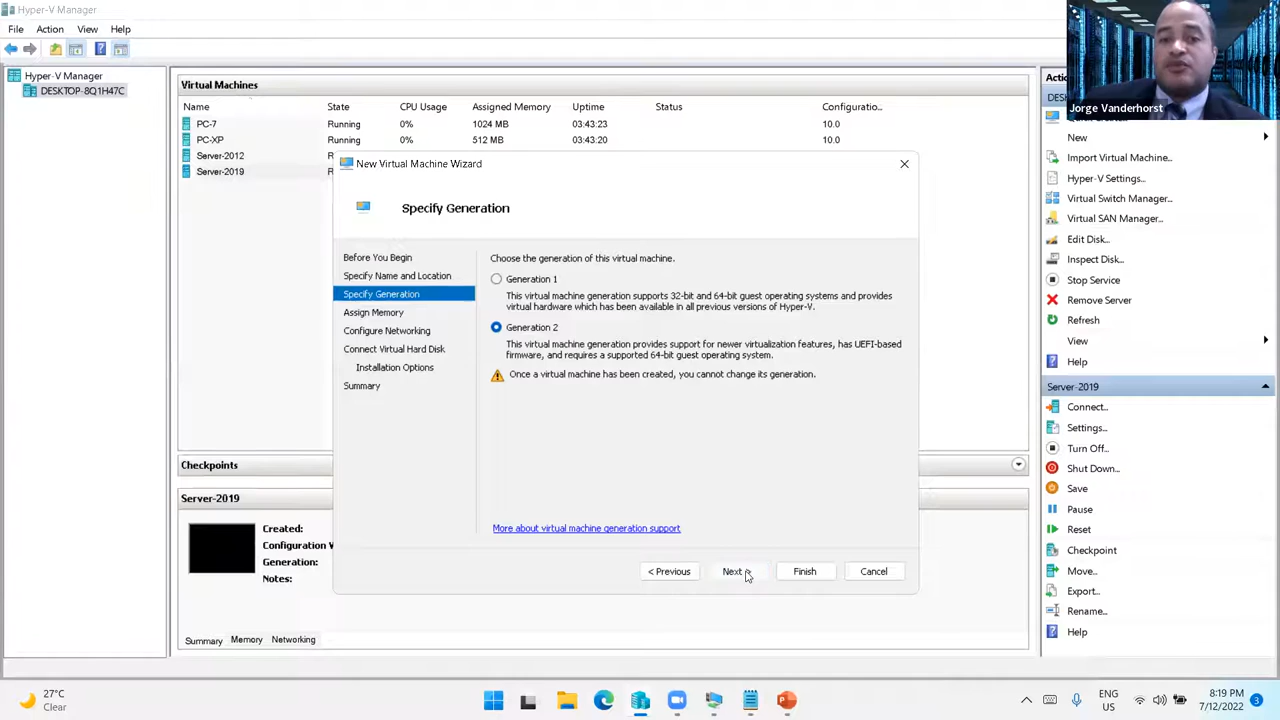 Hyper-V Manager
File Action View Help
Hyper-V Manager
DESKTOP-8Q1H47C
Virtual Machines
Name State CPU Usage Assigned Memory Uptime Status Configuratio...
PC-7 Running 0% 1024 MB 03:43:23 10.0
PC-XP Running 0% 512 MB 03:43:20 10.0
Server-2012
Server-2019
New Virtual Machine Wizard
Specify Generation
Before You Begin
Specify Name and Location
Specify Generation
Assign Memory
Configure Networking
Connect Virtual Hard Disk
Installation Options
Summary
Choose the generation of this virtual machine.
Generation 1
This virtual machine generation supports 32-bit and 64-bit guest operating systems and provides
virtual hardware which has been available in all previous versions of Hyper-V.
Generation 2
This virtual machine generation provides support for newer virtualization features, has UEFI-based
firmware, and requires a supported 64-bit guest operating system.
Once a virtual machine has been created, you cannot change its generation.
More about virtual machine generation support
< Previous Next > Finish Cancel
Checkpoints
Server-2019
Created:
Configuration V
Generation:
Notes:
Summary Memory Networking
Jorge Vanderhorst
New
Import Virtual Machine...
Hyper-V Settings...
Virtual Switch Manager...
Virtual SAN Manager...
Edit Disk...
Inspect Disk...
Stop Service
Remove Server
Refresh
View
Help
Server-2019
Connect...
Settings...
Turn Off...
Shut Down...
Save
Pause
Reset
Checkpoint
Move...
Export...
Rename...
Help
27°C
Clear
ENG
US
8:19 PM
7/12/2022
3